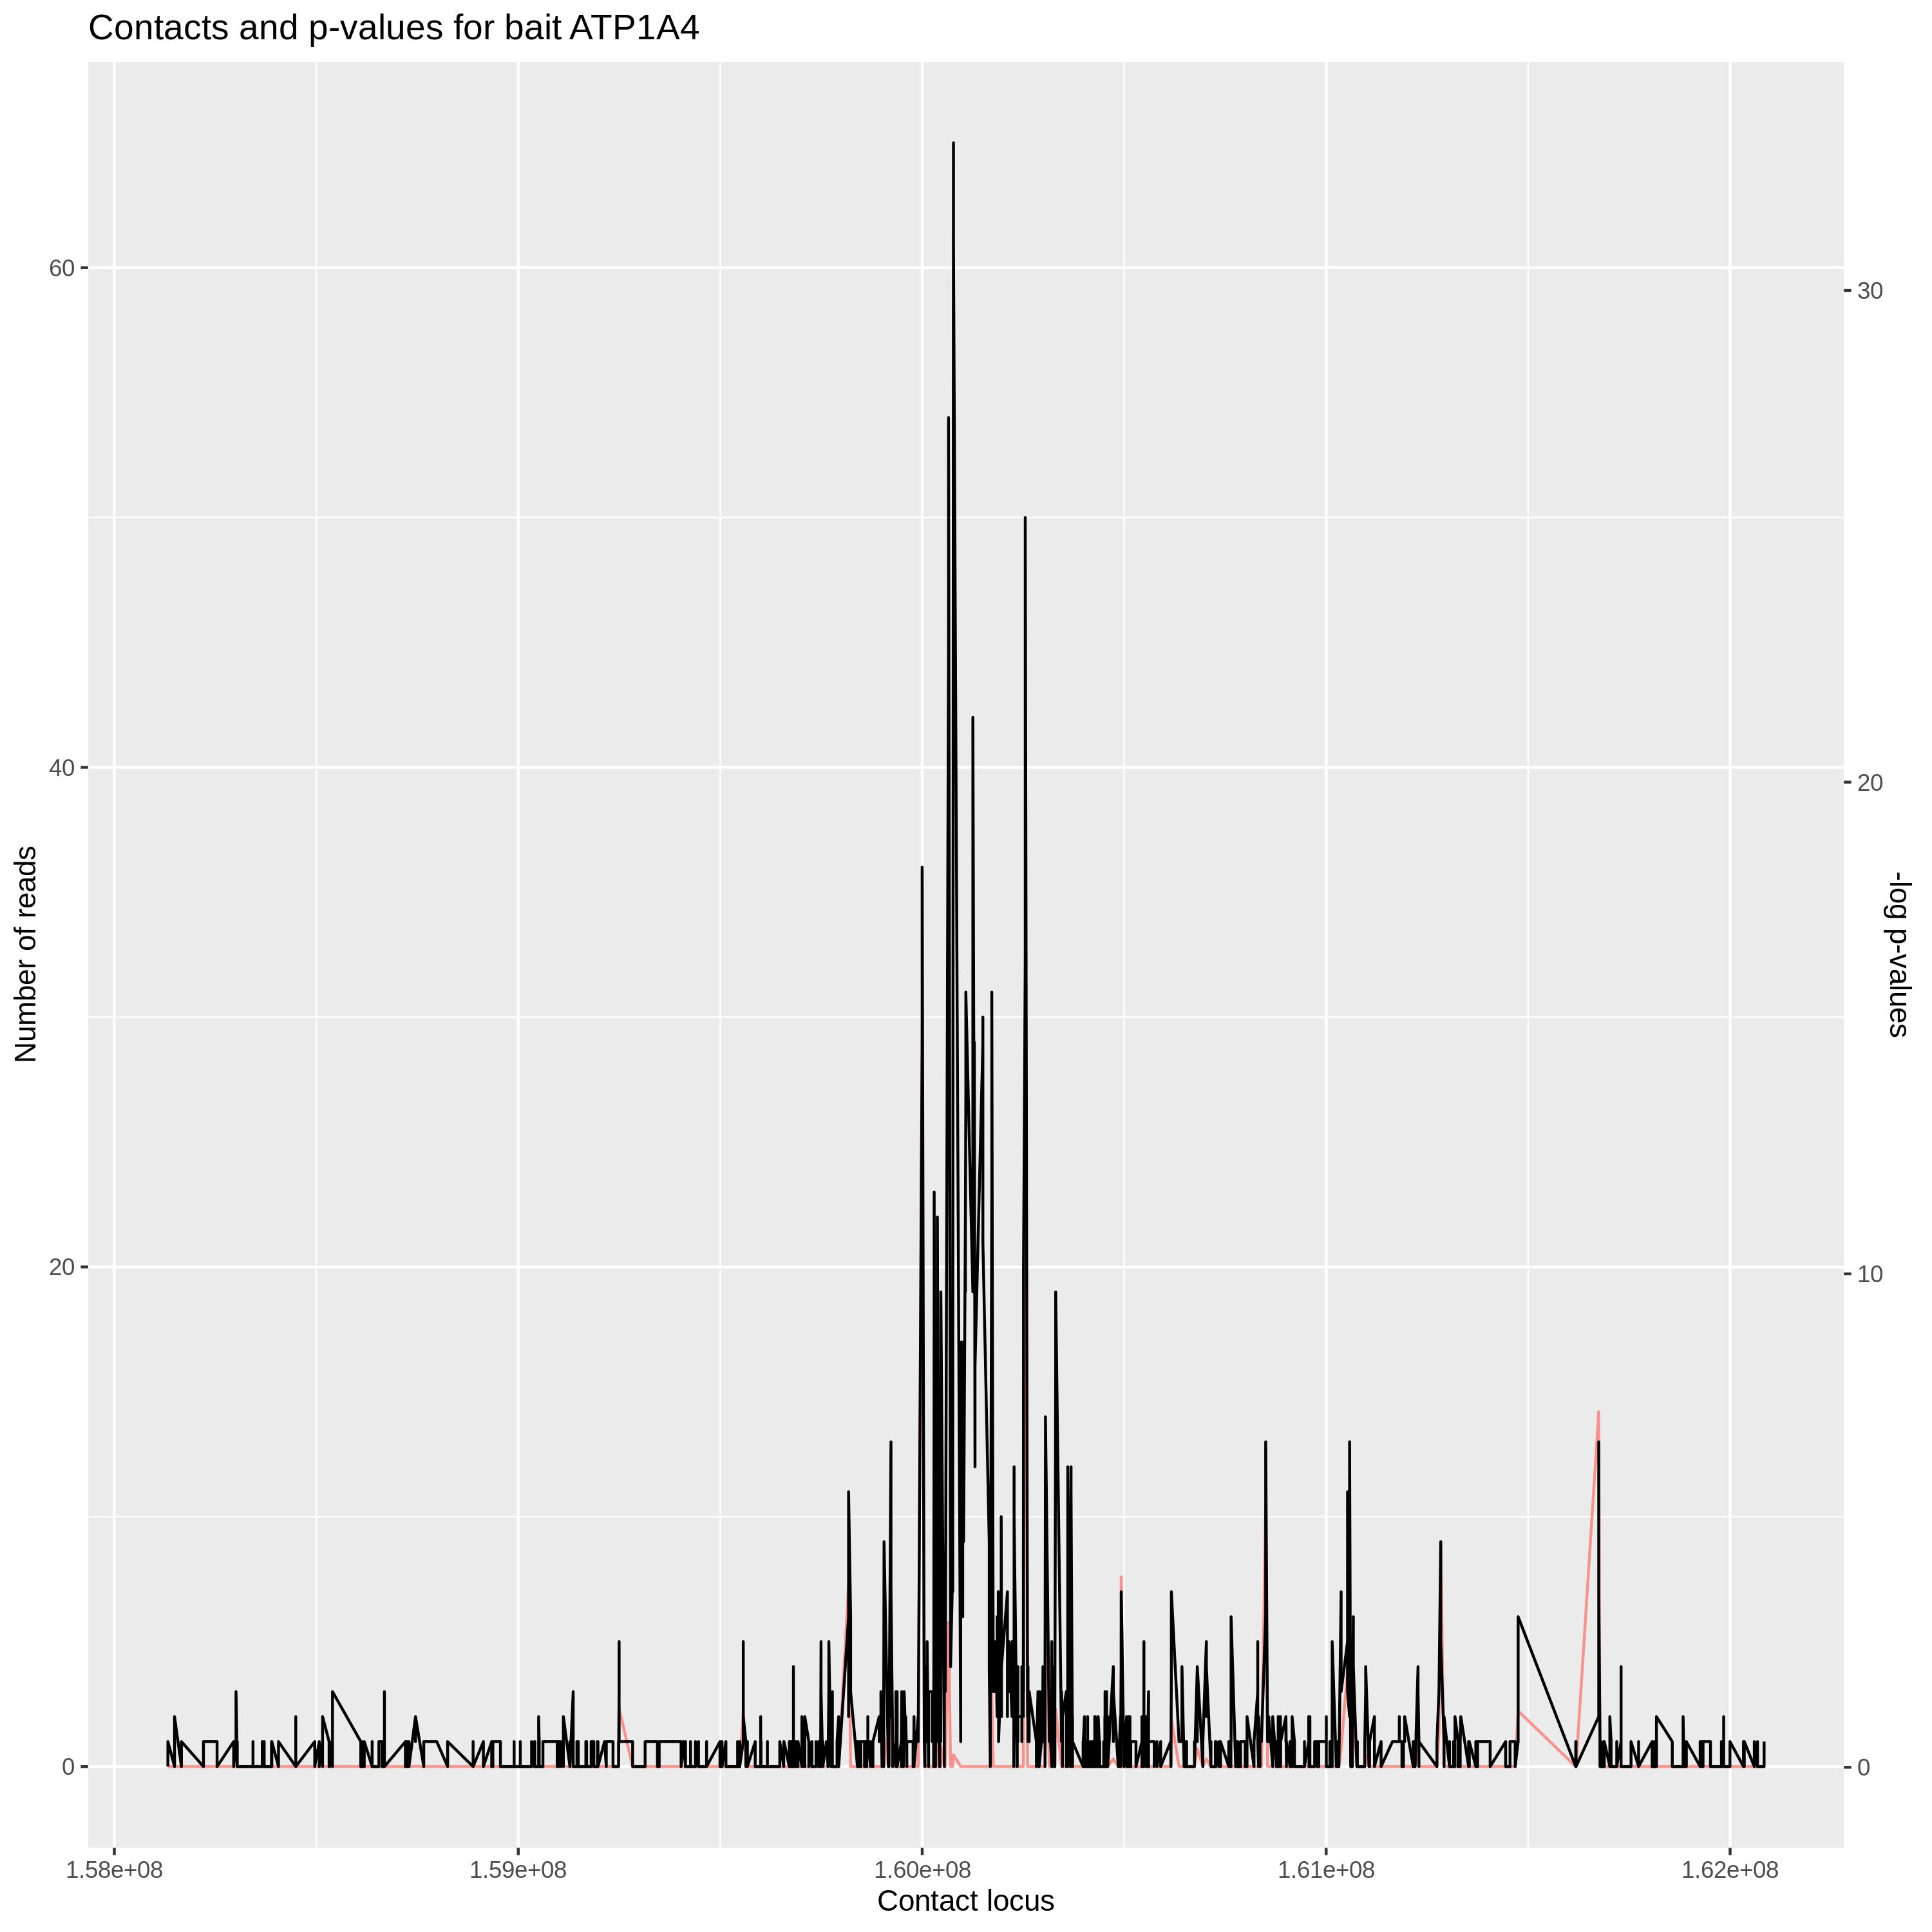 Contacts and p-values for bait ATP1A4
60
40
20
0
30
20
10
0
Number of reads
-log p-values
1.58e+08
1.59e+08
1.60e+08
1.61e+08
1.62e+08
Contact locus